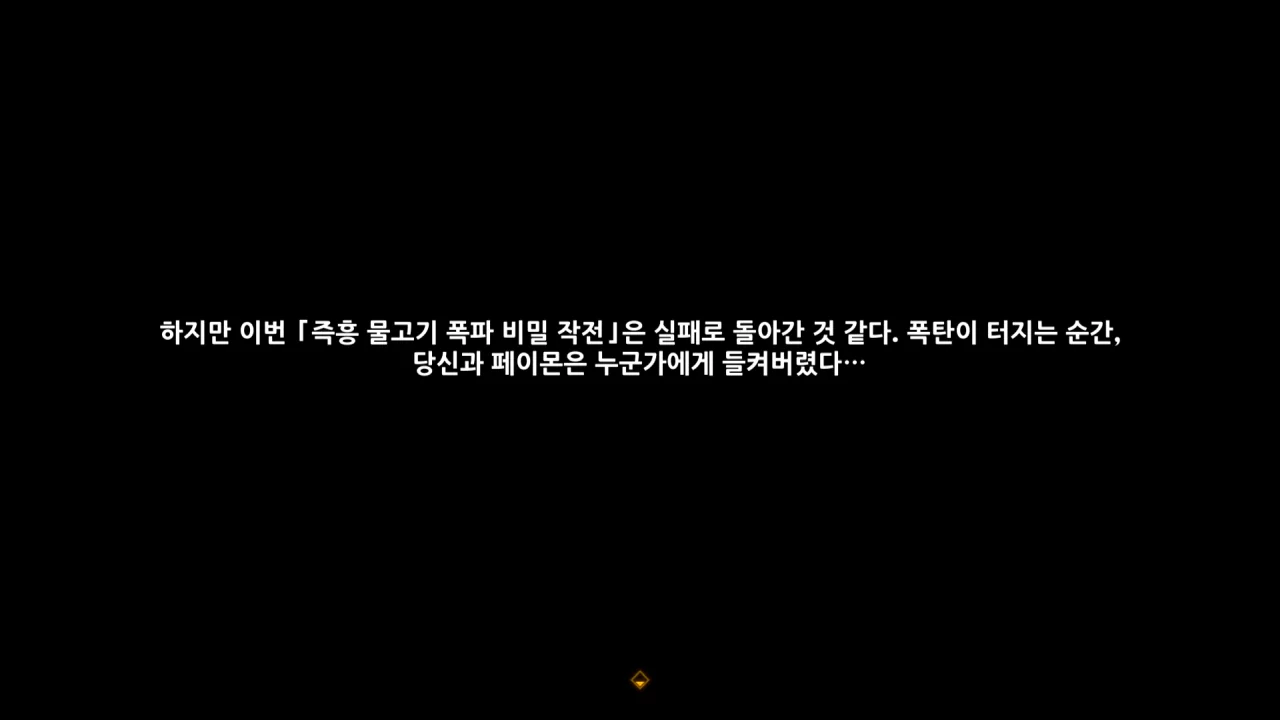 하지만 이번 「즉흥 물고기 폭파 비밀 작전」은 실패로 돌아간 것 같다. 폭탄이 터지는 순간,
당신과 페이몬은 누군가에게 들켜버렸다…